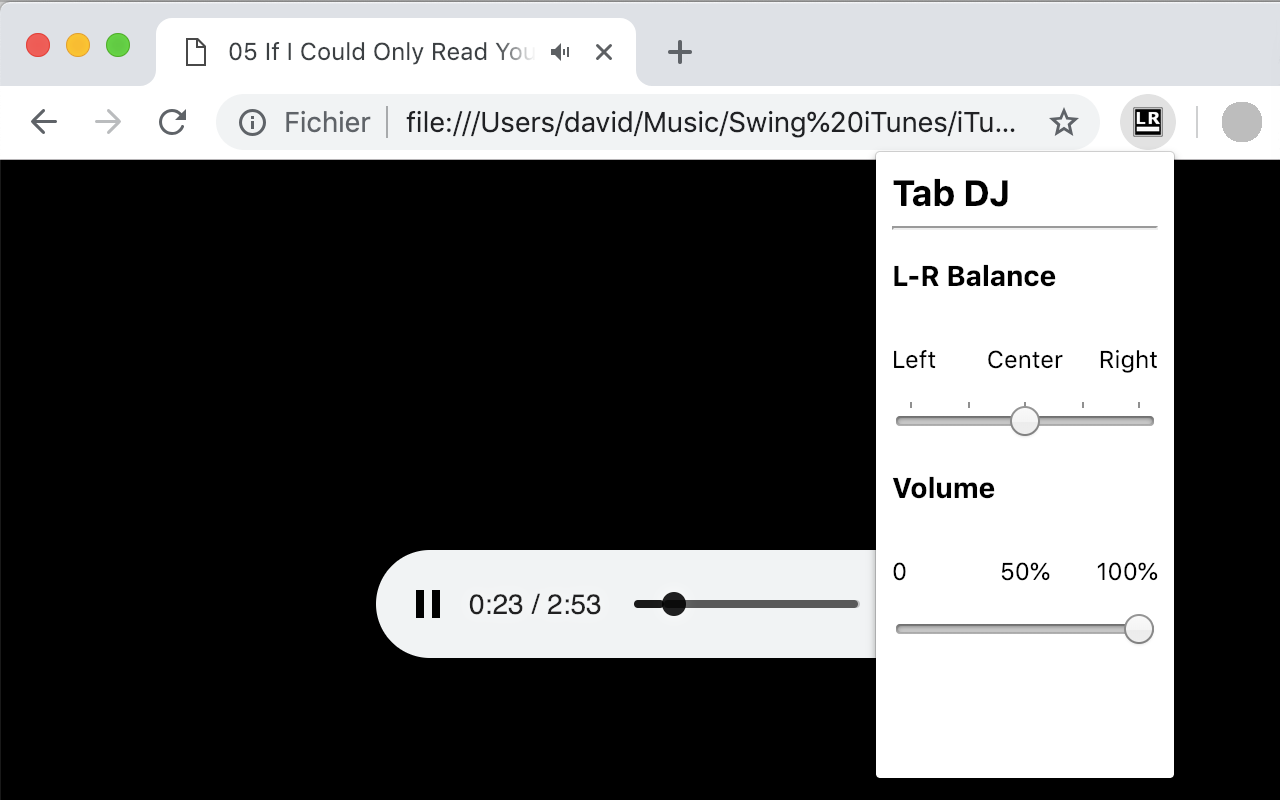 05 If I Could Only Read You
Fichier file:///Users/david/Music/Swing%20iTunes/iTu...
LR
Tab DJ
L-R Balance
Left Center Right
Volume
0 50% 100%
0:23 / 2:53